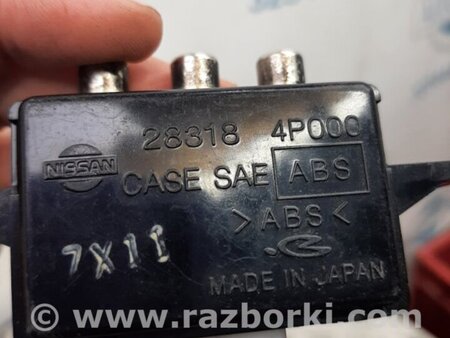 28318 4P000
NISSAN
CASE SAE ABS
>ABS<
7X11
MADE IN JAPAN
© www.razborki.com